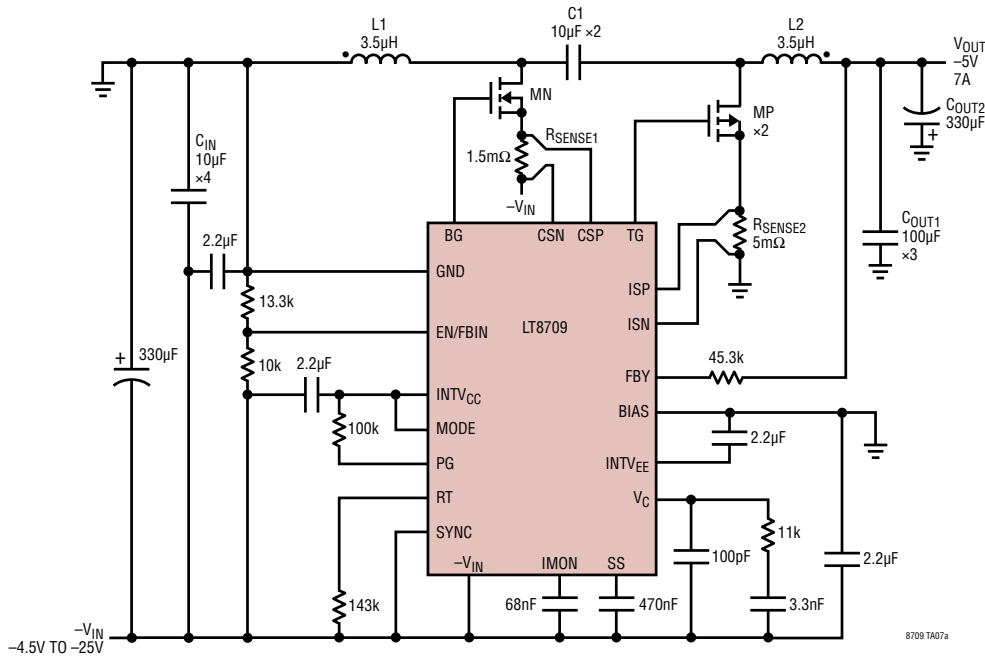 L1
3.5µH
C1
10µF ×2
L2
3.5µH
VOUT
–5V
7A
MN
MP
×2
COUT2
330µF
+
CIN
10µF
×4
1.5mΩ
RSENSE1
–VIN
2.2µF
BG
CSN
CSP
TG
RSENSE2
5mΩ
COUT1
100µF
×3
GND
13.3k
ISP
EN/FBIN
LT8709
ISN
+
330µF
10k
2.2µF
45.3k
FBY
INTVCC
BIAS
100k
MODE
2.2µF
PG
INTVEE
RT
VC
11k
SYNC
100pF
2.2µF
–VIN
IMON
SS
143k
68nF
470nF
3.3nF
–VIN
–4.5V TO –25V
8709 TA07a